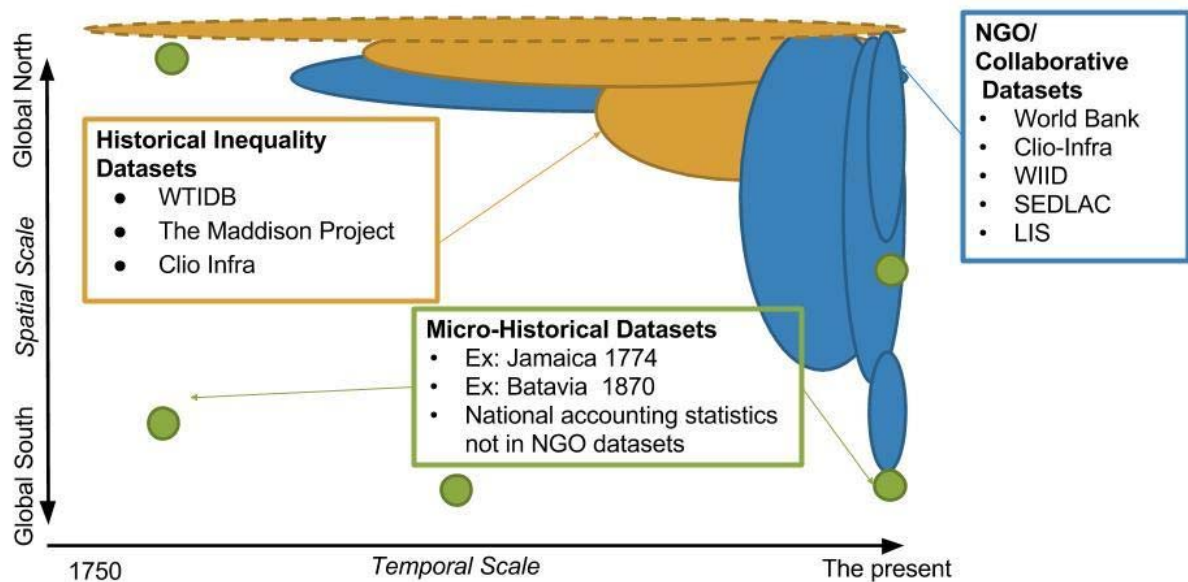 Global North
Spatial Scale
Global South
Historical Inequality
Datasets
● WTIDB
● The Maddison Project
● Clio Infra
NGO/
Collaborative
Datasets
• World Bank
• Clio-Infra
• WIID
• SEDLAC
• LIS
Micro-Historical Datasets
• Ex: Jamaica 1774
• Ex: Batavia 1870
• National accounting statistics
not in NGO datasets
1750
Temporal Scale
The present